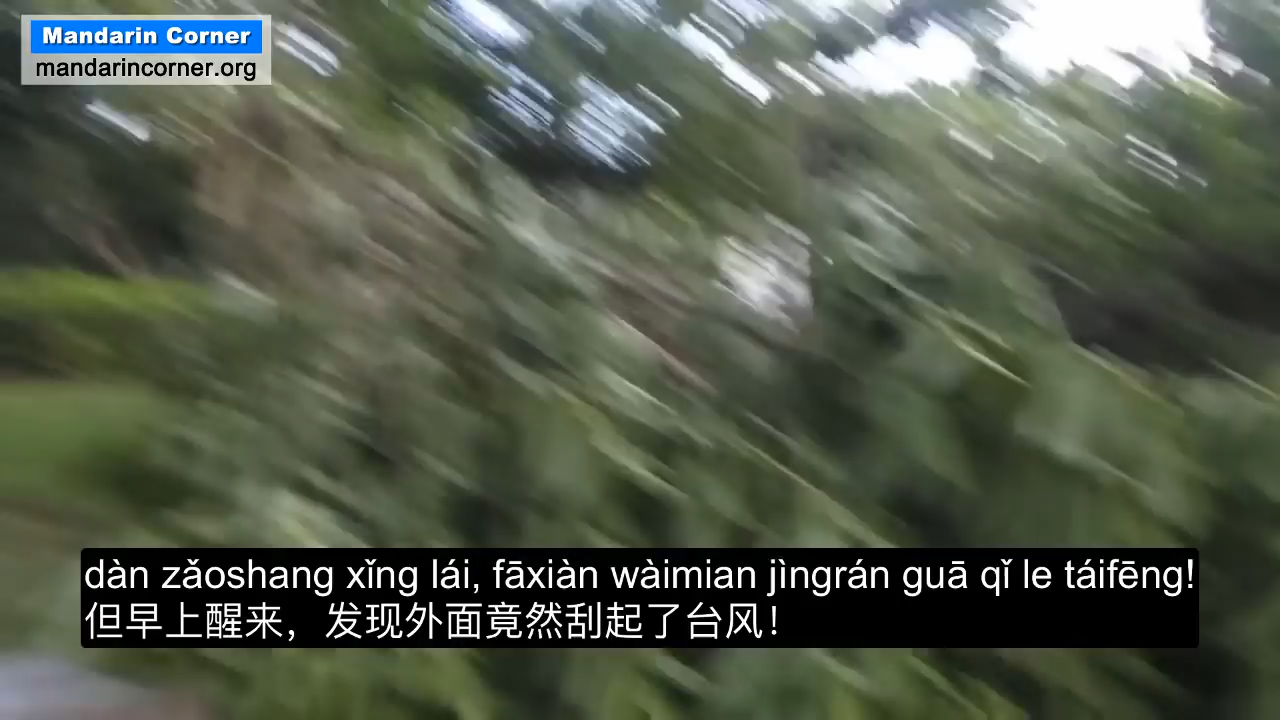 Mandarin Corner
mandarincorner.org
dàn zǎoshang xǐng lái, fāxiàn wàimian jìngrán guā qǐ le táifēng!
但早上醒来，发现外面竟然刮起了台风！